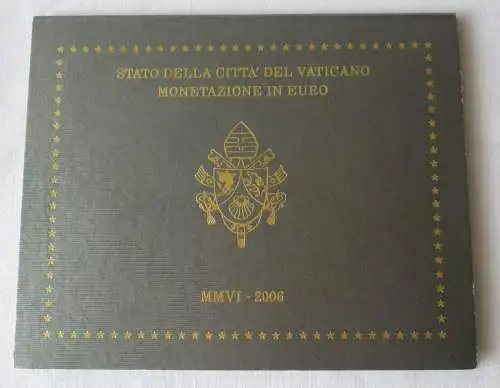 STATO DELLA CITTA' DEL VATICANO
MONETAZIONE IN EURO
MMVI - 2006